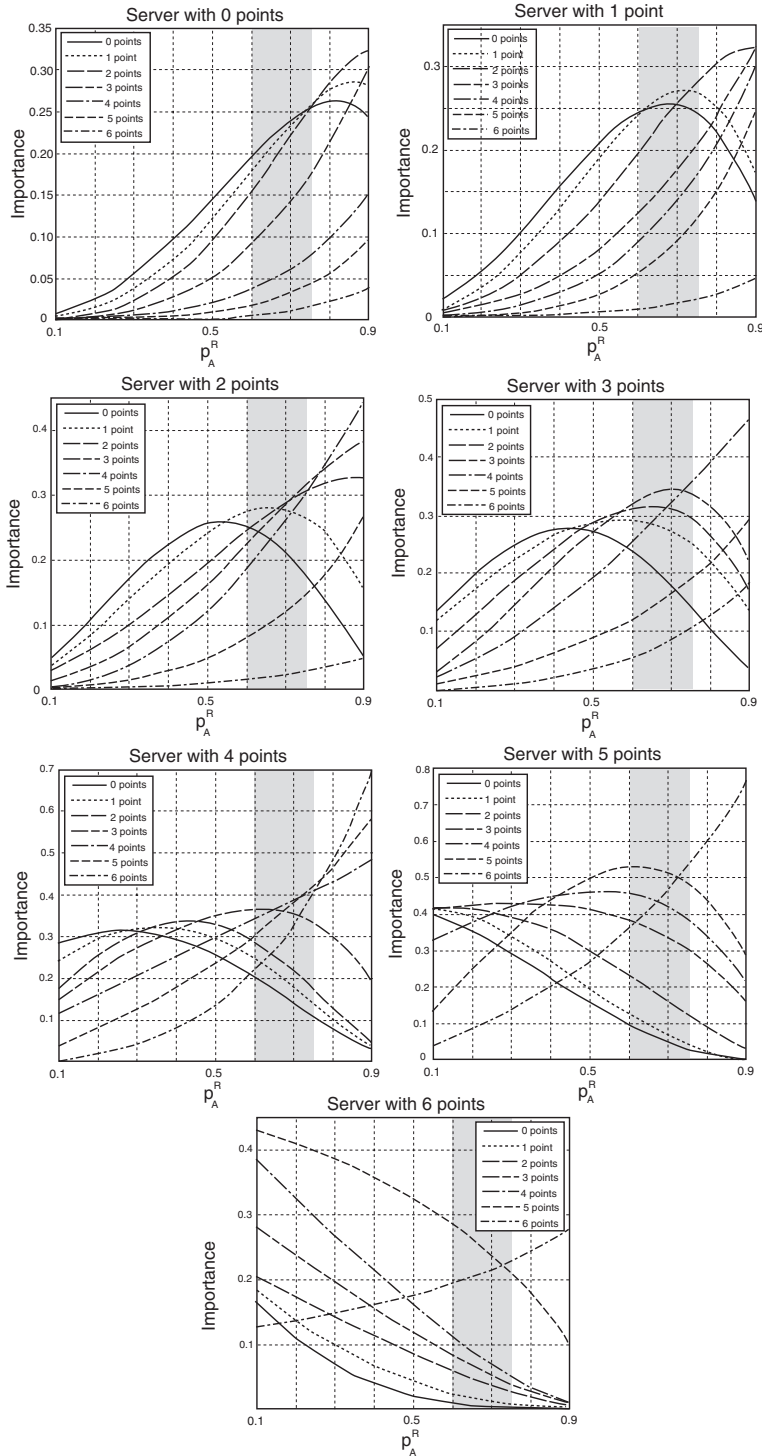 Server with 0 points
0 points
1 point
2 points
3 points
4 points
5 points
6 points
Importance
0.35
0.30
0.25
0.20
0.15
0.10
0.05
0
0.1
0.5
0.9
p_A^R
Server with 1 point
0 points
1 point
2 points
3 points
4 points
5 points
6 points
Importance
0.3
0.2
0.1
0
0.1
0.5
0.9
p_A^R
Server with 2 points
0 points
1 point
2 points
3 points
4 points
5 points
6 points
Importance
0.4
0.3
0.2
0.1
0
0.1
0.5
0.9
p_A^R
Server with 3 points
0 points
1 point
2 points
3 points
4 points
5 points
6 points
Importance
0.5
0.4
0.3
0.2
0.1
0
0.1
0.5
0.9
p_A^R
Server with 4 points
0 points
1 point
2 points
3 points
4 points
5 points
6 points
Importance
0.7
0.6
0.5
0.4
0.3
0.2
0.1
0
0.1
0.5
0.9
p_A^R
Server with 5 points
0 points
1 point
2 points
3 points
4 points
5 points
6 points
Importance
0.8
0.7
0.6
0.5
0.4
0.3
0.2
0.1
0
0.1
0.5
0.9
p_A^R
Server with 6 points
0 points
1 point
2 points
3 points
4 points
5 points
6 points
Importance
0.4
0.3
0.2
0.1
0.1
0.5
0.9
p_A^R